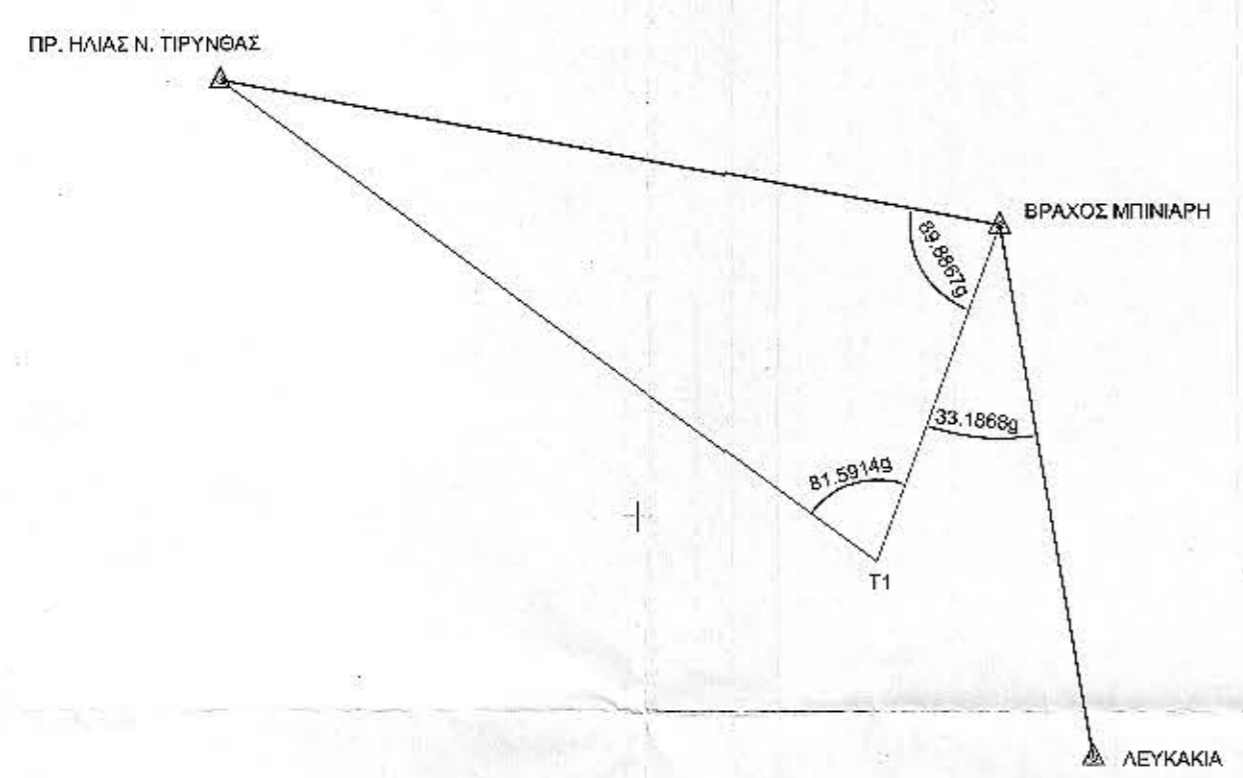 ΠΡ. ΗΛΙΑΣ Ν. ΤΙΡΥΝΘΑΣ
ΒΡΑΧΟΣ ΜΠΙΝΙΑΡΗ
89.8867g
33.1868g
81.5914g
T1
ΛΕΥΚΑΚΙΑ